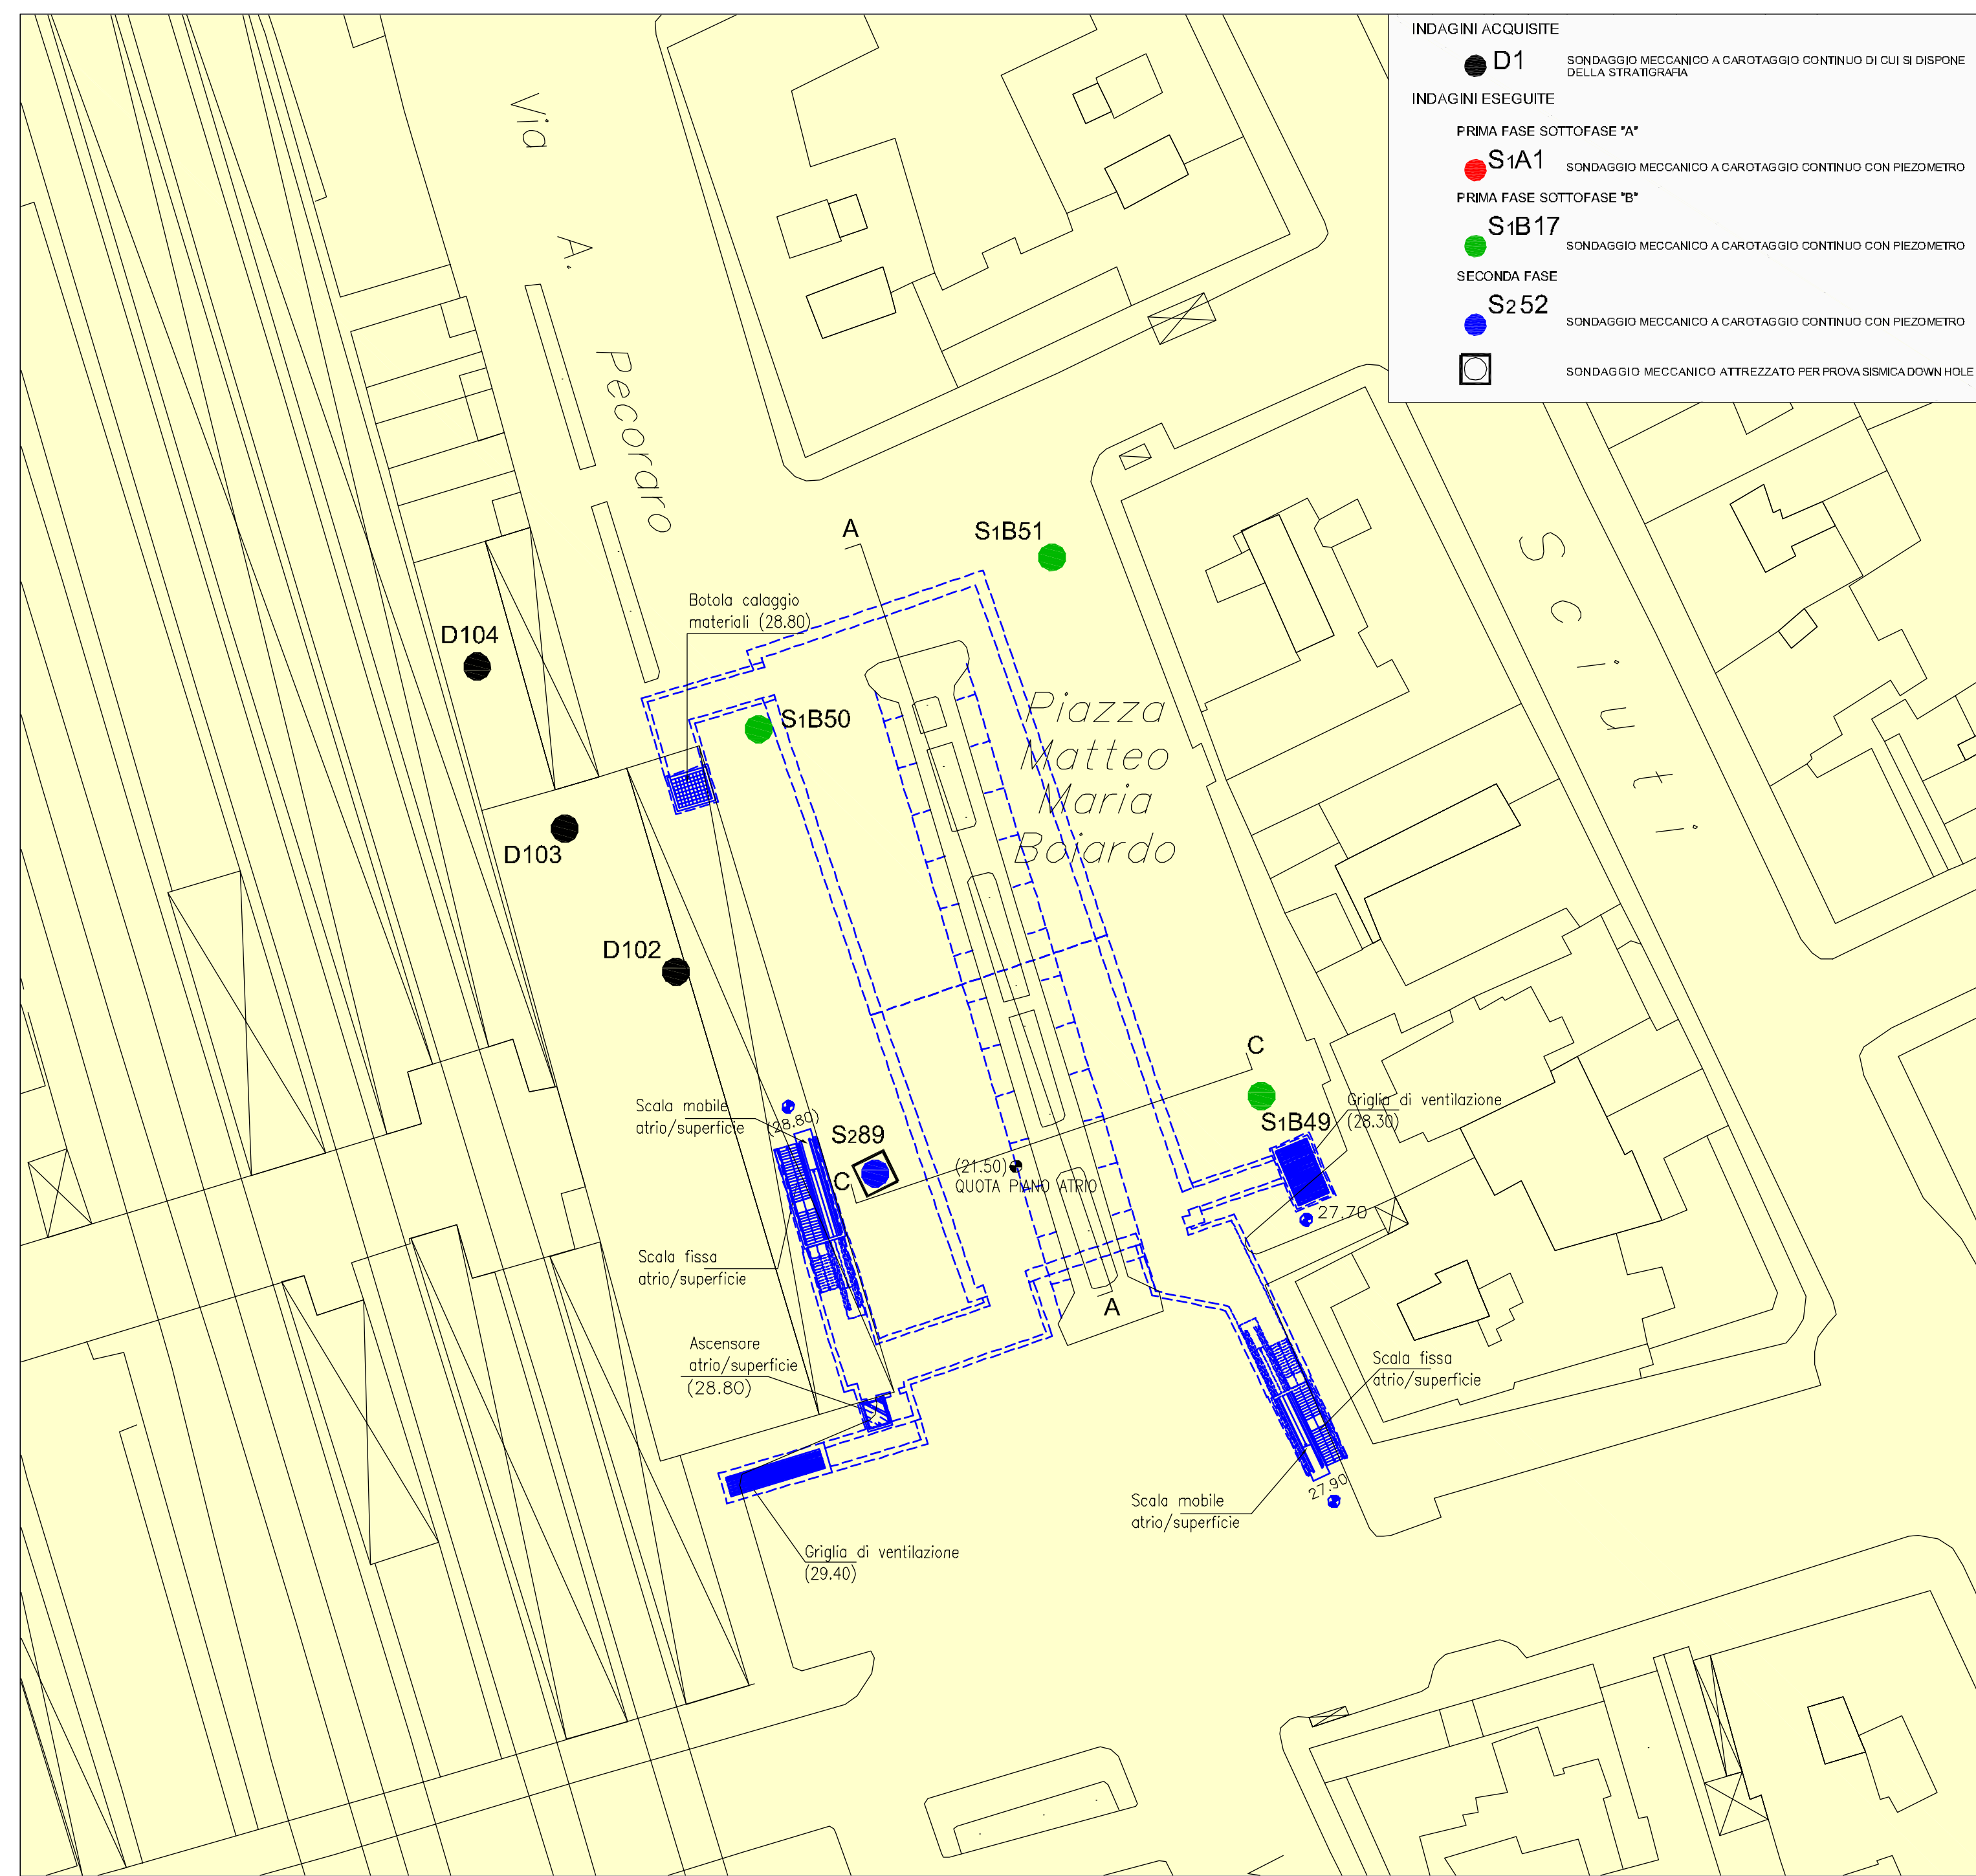 INDAGINI ACQUISITE
D1
SONDAGGIO MECCANICO A CAROTAGGIO CONTINUO DI CUI SI DISPONE
DELLA STRATIGRAFIA
INDAGINI ESEGUITE
PRIMA FASE SOTTOFASE "A"
S1A1
SONDAGGIO MECCANICO A CAROTAGGIO CONTINUO CON PIEZOMETRO
PRIMA FASE SOTTOFASE "B"
S1B17
SONDAGGIO MECCANICO A CAROTAGGIO CONTINUO CON PIEZOMETRO
SECONDA FASE
S252
SONDAGGIO MECCANICO A CAROTAGGIO CONTINUO CON PIEZOMETRO
SONDAGGIO MECCANICO ATTREZZATO PER PROVA SISMICA DOWN HOLE
Via A. Pecoraro
Sciuti
A
S1B51
Botola calaggio
materiali (28.80)
D104
S1B50
Piazza
Matteo
Maria
Boiardo
D103
D102
C
Scala mobile
atrio/superficie
(28.80)
S289
C
S1B49
Griglia di ventilazione
(28.30)
(21.50)
QUOTA PIANO ATRIO
27.70
Scala fissa
atrio/superficie
A
Ascensore
atrio/superficie
(28.80)
Scala fissa
atrio/superficie
27.90
Scala mobile
atrio/superficie
Griglia di ventilazione
(29.40)